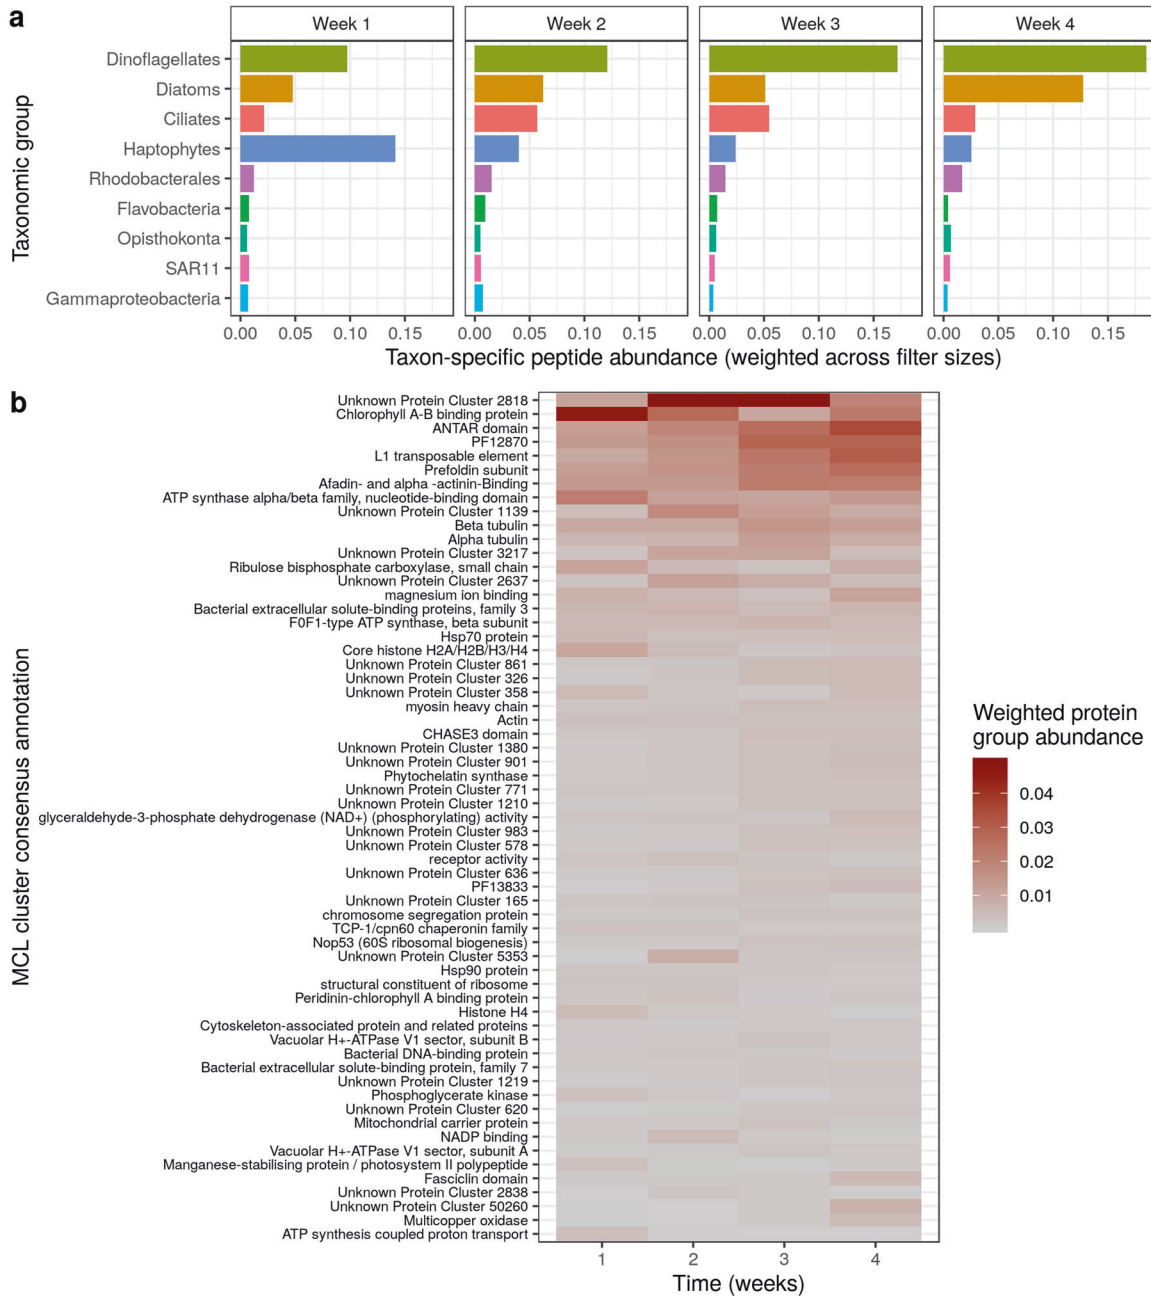 a
Week 1
Week 2
Week 3
Week 4
Taxonomic group
Dinoflagellates
Diatoms
Ciliates
Haptophytes
Rhodobacterales
Flavobacteria
Opisthokonta
SAR11
Gammaproteobacteria
0.00 0.05 0.10 0.15
0.00 0.05 0.10 0.15
0.00 0.05 0.10 0.15
0.00 0.05 0.10 0.15
Taxon-specific peptide abundance (weighted across filter sizes)
b
MCL cluster consensus annotation
Unknown Protein Cluster 2818
Chlorophyll A-B binding protein
ANTAR domain
PF12870
L1 transposable element
Prefoldin subunit
Afadin- and alpha -actinin-Binding
ATP synthase alpha/beta family, nucleotide-binding domain
Unknown Protein Cluster 1139
Beta tubulin
Alpha tubulin
Unknown Protein Cluster 3217
Ribulose bisphosphate carboxylase, small chain
Unknown Protein Cluster 2637
magnesium ion binding
Bacterial extracellular solute-binding proteins, family 3
F0F1-type ATP synthase, beta subunit
Hsp70 protein
Core histone H2A/H2B/H3/H4
Unknown Protein Cluster 861
Unknown Protein Cluster 326
Unknown Protein Cluster 358
myosin heavy chain
Actin
CHASE3 domain
Unknown Protein Cluster 1380
Unknown Protein Cluster 901
Phytochelatin synthase
Unknown Protein Cluster 771
Unknown Protein Cluster 1210
glyceraldehyde-3-phosphate dehydrogenase (NAD+) (phosphorylating) activity
Unknown Protein Cluster 983
Unknown Protein Cluster 578
receptor activity
Unknown Protein Cluster 636
PF13833
Unknown Protein Cluster 165
chromosome segregation protein
TCP-1/cpn60 chaperonin family
Nop53 (60S ribosomal biogenesis)
Unknown Protein Cluster 5353
Hsp90 protein
structural constituent of ribosome
Peridinin-chlorophyll A binding protein
Histone H4
Cytoskeleton-associated protein and related proteins
Vacuolar H+-ATPase V1 sector, subunit B
Bacterial DNA-binding protein
Bacterial extracellular solute-binding protein, family 7
Unknown Protein Cluster 1219
Phosphoglycerate kinase
Unknown Protein Cluster 620
Mitochondrial carrier protein
NADP binding
Vacuolar H+-ATPase V1 sector, subunit A
Manganese-stabilising protein / photosystem II polypeptide
Fasciclin domain
Unknown Protein Cluster 2838
Unknown Protein Cluster 50260
Multicopper oxidase
ATP synthesis coupled proton transport
1 2 3 4
Time (weeks)
Weighted protein
group abundance
0.04
0.03
0.02
0.01